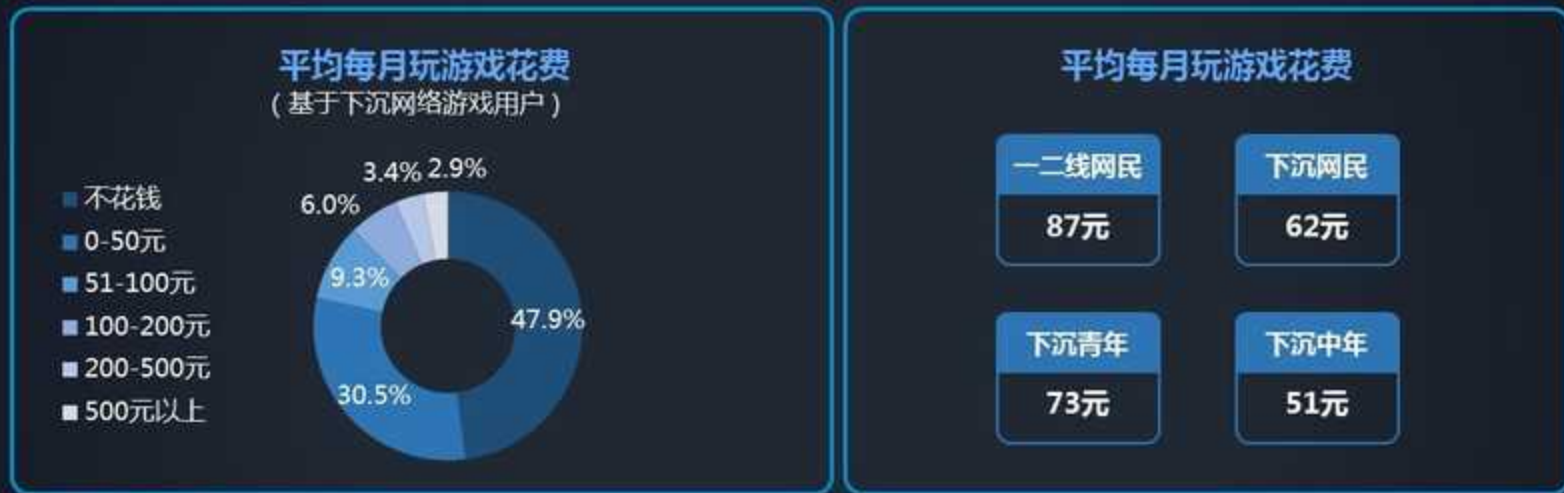 平均每月玩游戏花费
(基于下沉网络游戏用户)
不花钱
0-50元
51-100元
100-200元
200-500元
500元以上
3.4%
2.9%
6.0%
9.3%
47.9%
30.5%
平均每月玩游戏花费
一二线网民
87元
下沉网民
62元
下沉青年
73元
下沉中年
51元